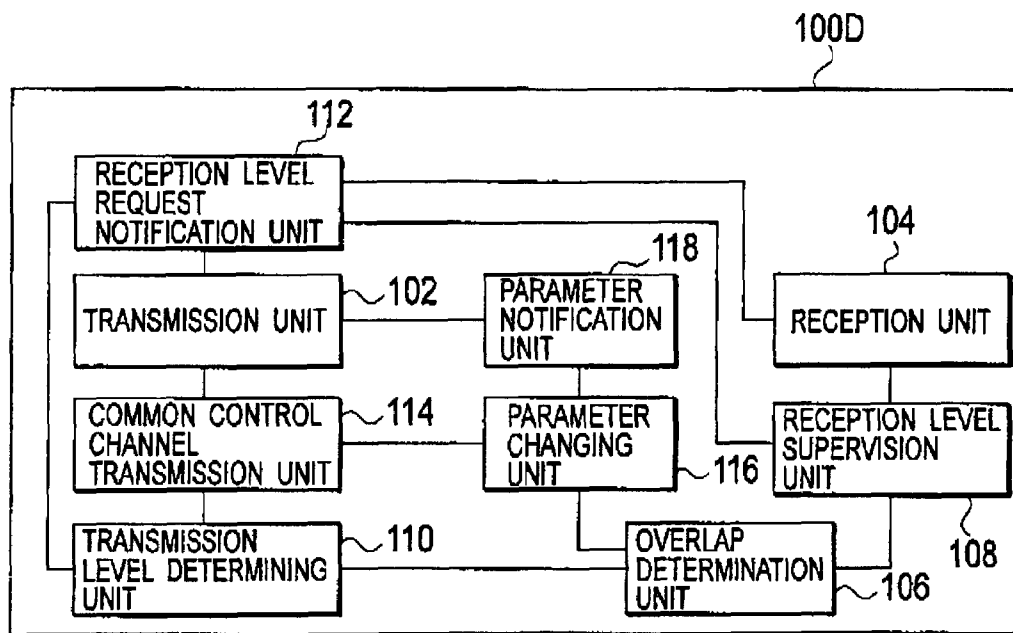 100D
112
RECEPTION LEVEL
REQUEST
NOTIFICATION UNIT
118
104
TRANSMISSION UNIT
102
PARAMETER
NOTIFICATION
UNIT
RECEPTION UNIT
COMMON CONTROL
CHANNEL
TRANSMISSION UNIT
114
PARAMETER
CHANGING
UNIT
116
RECEPTION LEVEL
SUPERVISION
UNIT
108
TRANSMISSION
LEVEL DETERMINING
UNIT
110
OVERLAP
DETERMINATION
UNIT
106